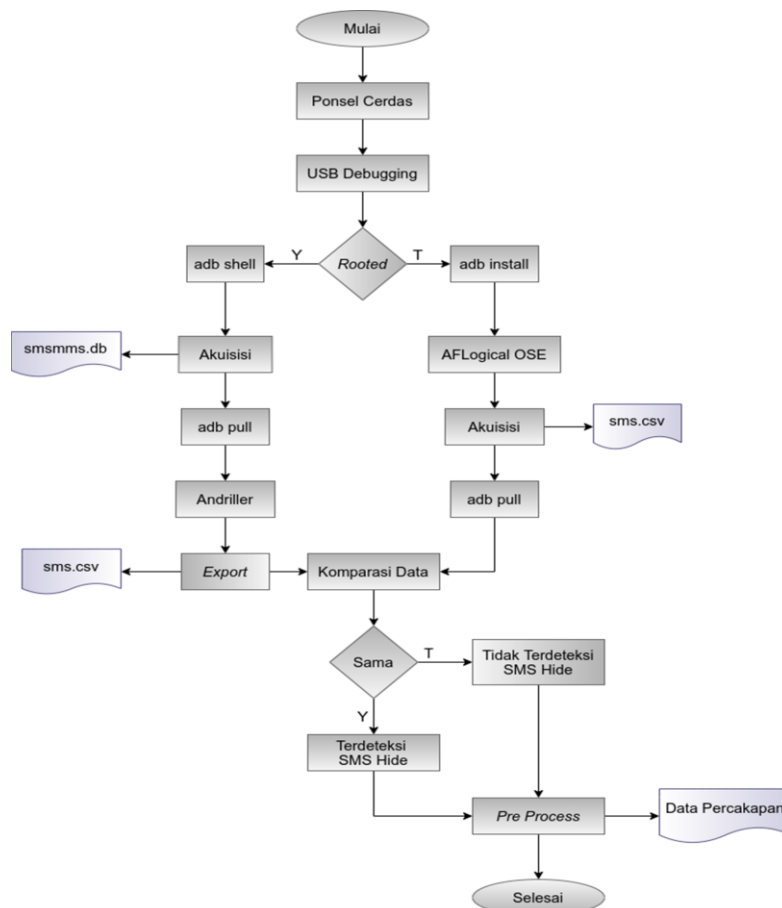 Mulai
Ponsel Cerdas
USB Debugging
Rooted
Y
T
adb shell
adb install
smsmms.db
Akuisisi
AFLogical OSE
adb pull
Akuisisi
sms.csv
Andriller
adb pull
sms.csv
Export
Komparasi Data
Sama
T
Tidak Terdeteksi
SMS Hide
Y
Terdeteksi
SMS Hide
Pre Process
Data Percakapan
Selesai